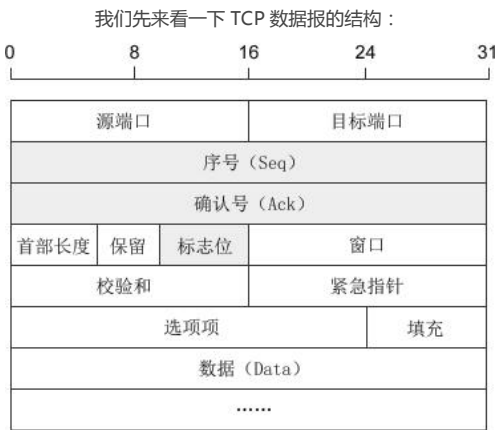 我们先来看一下 TCP 数据报的结构：
0 8 16 24 31
源端口 目标端口
序号（Seq）
确认号（Ack）
首部长度 保留 标志位 窗口
校验和 紧急指针
选项项 填充
数据（Data）
……